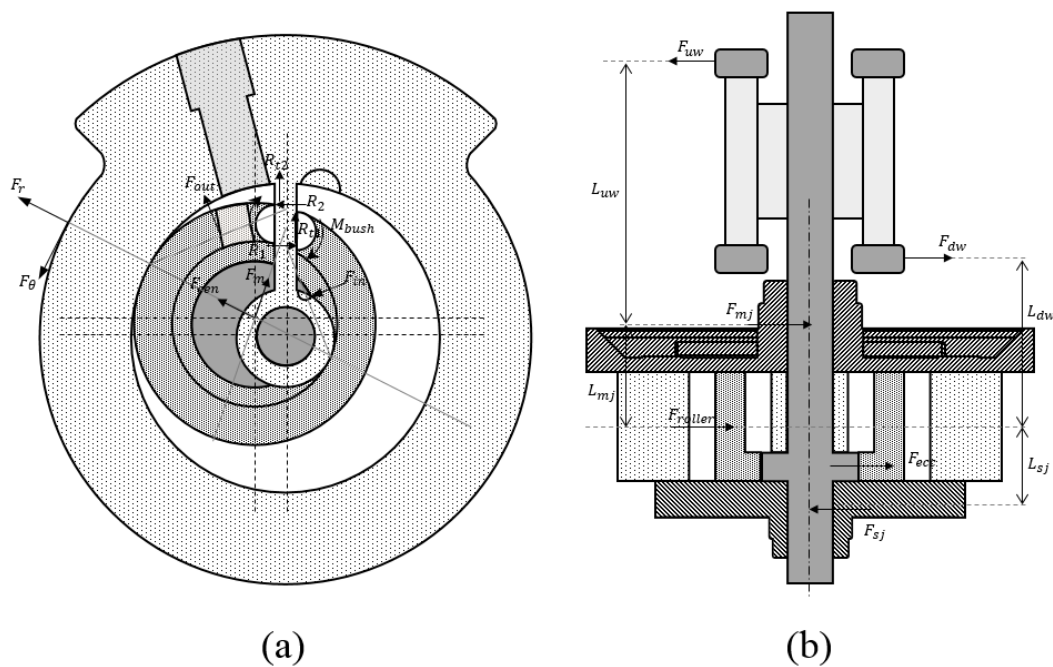 F_r
F_θ
F_out
R_t2
R_2
R_t1
M_bush
R_1
F_in
F_in
F_cen
(a)
F_uw
L_uw
F_dw
F_mj
L_dw
L_mj
F_roller
F_ecc
L_sj
F_sj
(b)